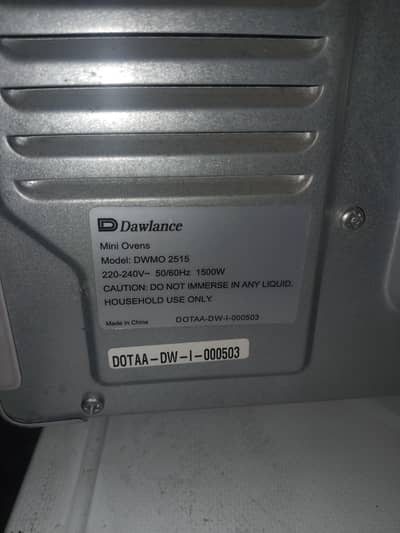 Dawlance
Mini Ovens
Model: DWMO 2515
220-240V~ 50/60Hz 1500W
CAUTION: DO NOT IMMERSE IN ANY LIQUID.
HOUSEHOLD USE ONLY.
Made in China DOTAA-DW-I-000503
DOTAA-DW-I-000503